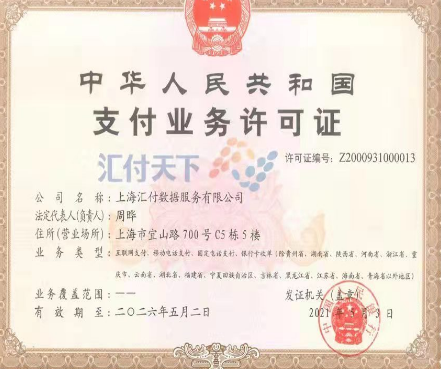 中华人民共和国
支付业务许可证
汇付天下
许可证编号：Z2000931000013
公司名称：上海汇付数据服务有限公司
法定代表人(负责人)：周晔
住所(营业场所)：上海市宜山路700号C5栋5楼
业务类型：互联网支付、移动电话支付、固定电话支付、银行卡收单(除贵州省、湖南省、陕西省、河南省、浙江省、重
庆市、云南省、湖北省、福建省、宁夏回族自治区、吉林省、黑龙江省、江苏省、海南省、青海省以外地区)
业务覆盖范围：——
发证机关(盖章)
有效期至：二〇二六年五月二日
2021年5月3日